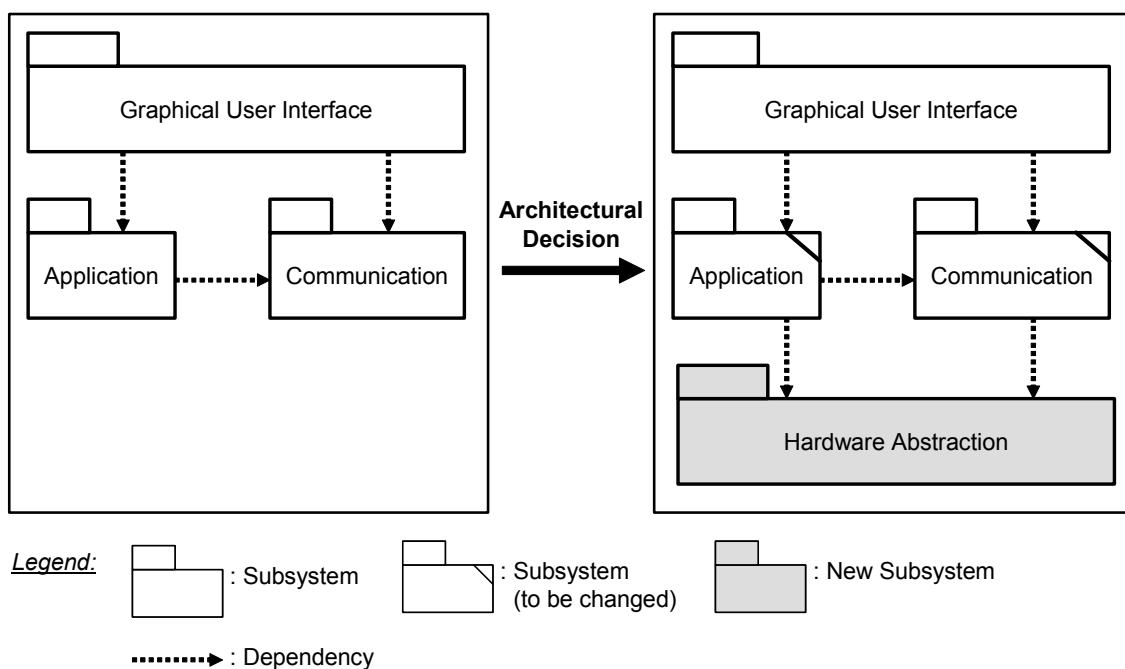 Graphical User Interface
Application
Communication
Architectural
Decision
Graphical User Interface
Application
Communication
Hardware Abstraction
Legend:
: Subsystem
: Subsystem
(to be changed)
: New Subsystem
: Dependency